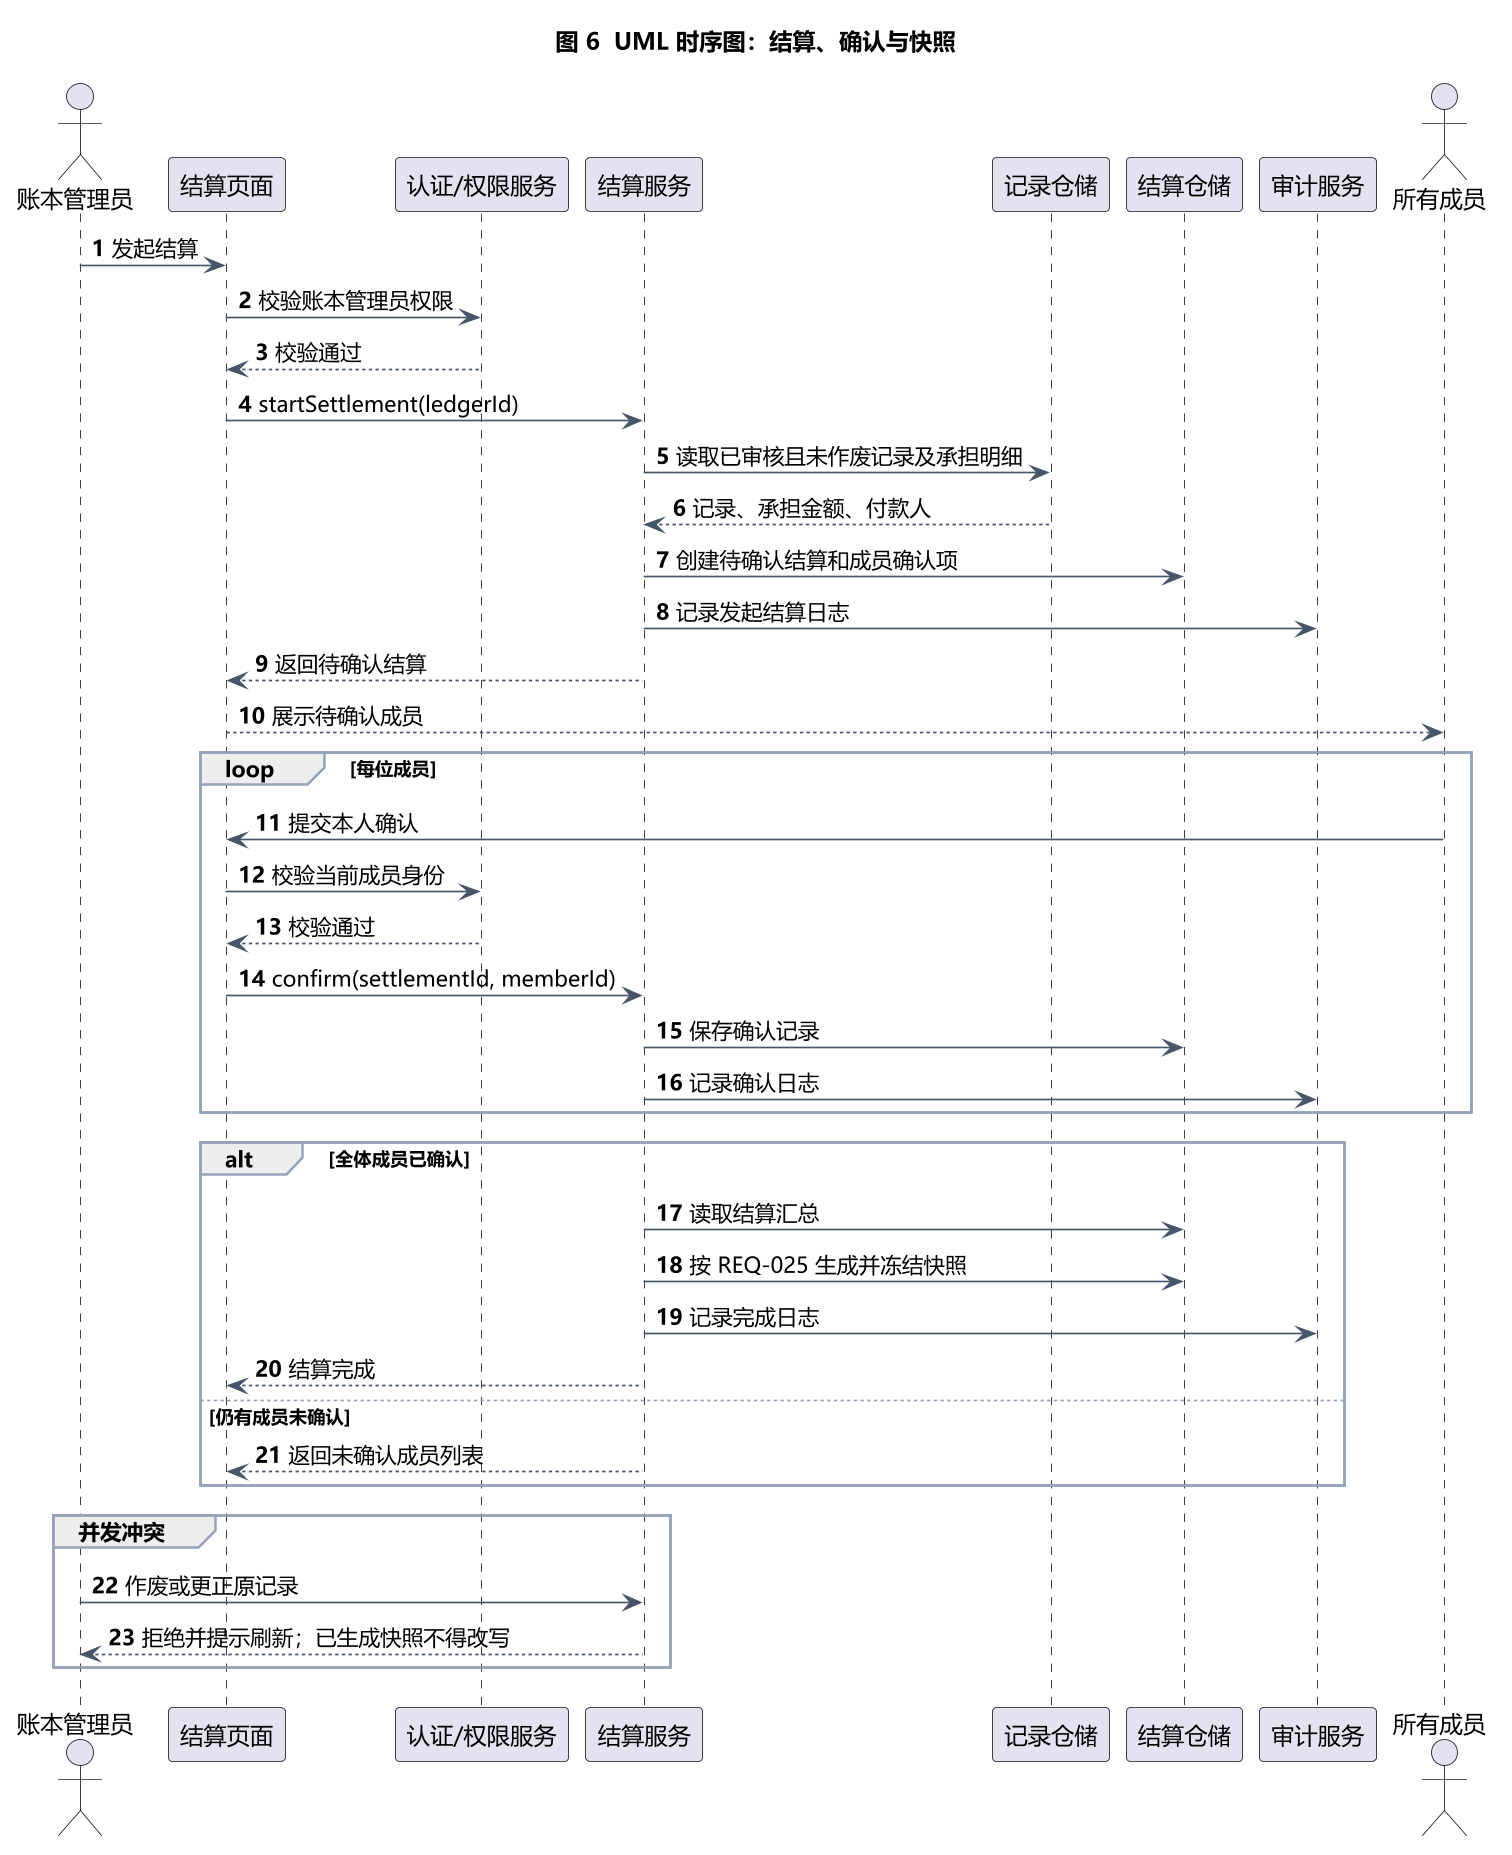 图 6  UML 时序图：结算、确认与快照
账本管理员
结算页面
认证/权限服务
结算服务
记录仓储
结算仓储
审计服务
所有成员
1 发起结算
2 校验账本管理员权限
3 校验通过
4 startSettlement(ledgerId)
5 读取已审核且未作废记录及承担明细
6 记录、承担金额、付款人
7 创建待确认结算和成员确认项
8 记录发起结算日志
9 返回待确认结算
10 展示待确认成员
loop [每位成员]
11 提交本人确认
12 校验当前成员身份
13 校验通过
14 confirm(settlementId, memberId)
15 保存确认记录
16 记录确认日志
alt [全体成员已确认]
17 读取结算汇总
18 按 REQ-025 生成并冻结快照
19 记录完成日志
20 结算完成
[仍有成员未确认]
21 返回未确认成员列表
并发冲突
22 作废或更正原记录
23 拒绝并提示刷新；已生成快照不得改写
账本管理员
结算页面
认证/权限服务
结算服务
记录仓储
结算仓储
审计服务
所有成员